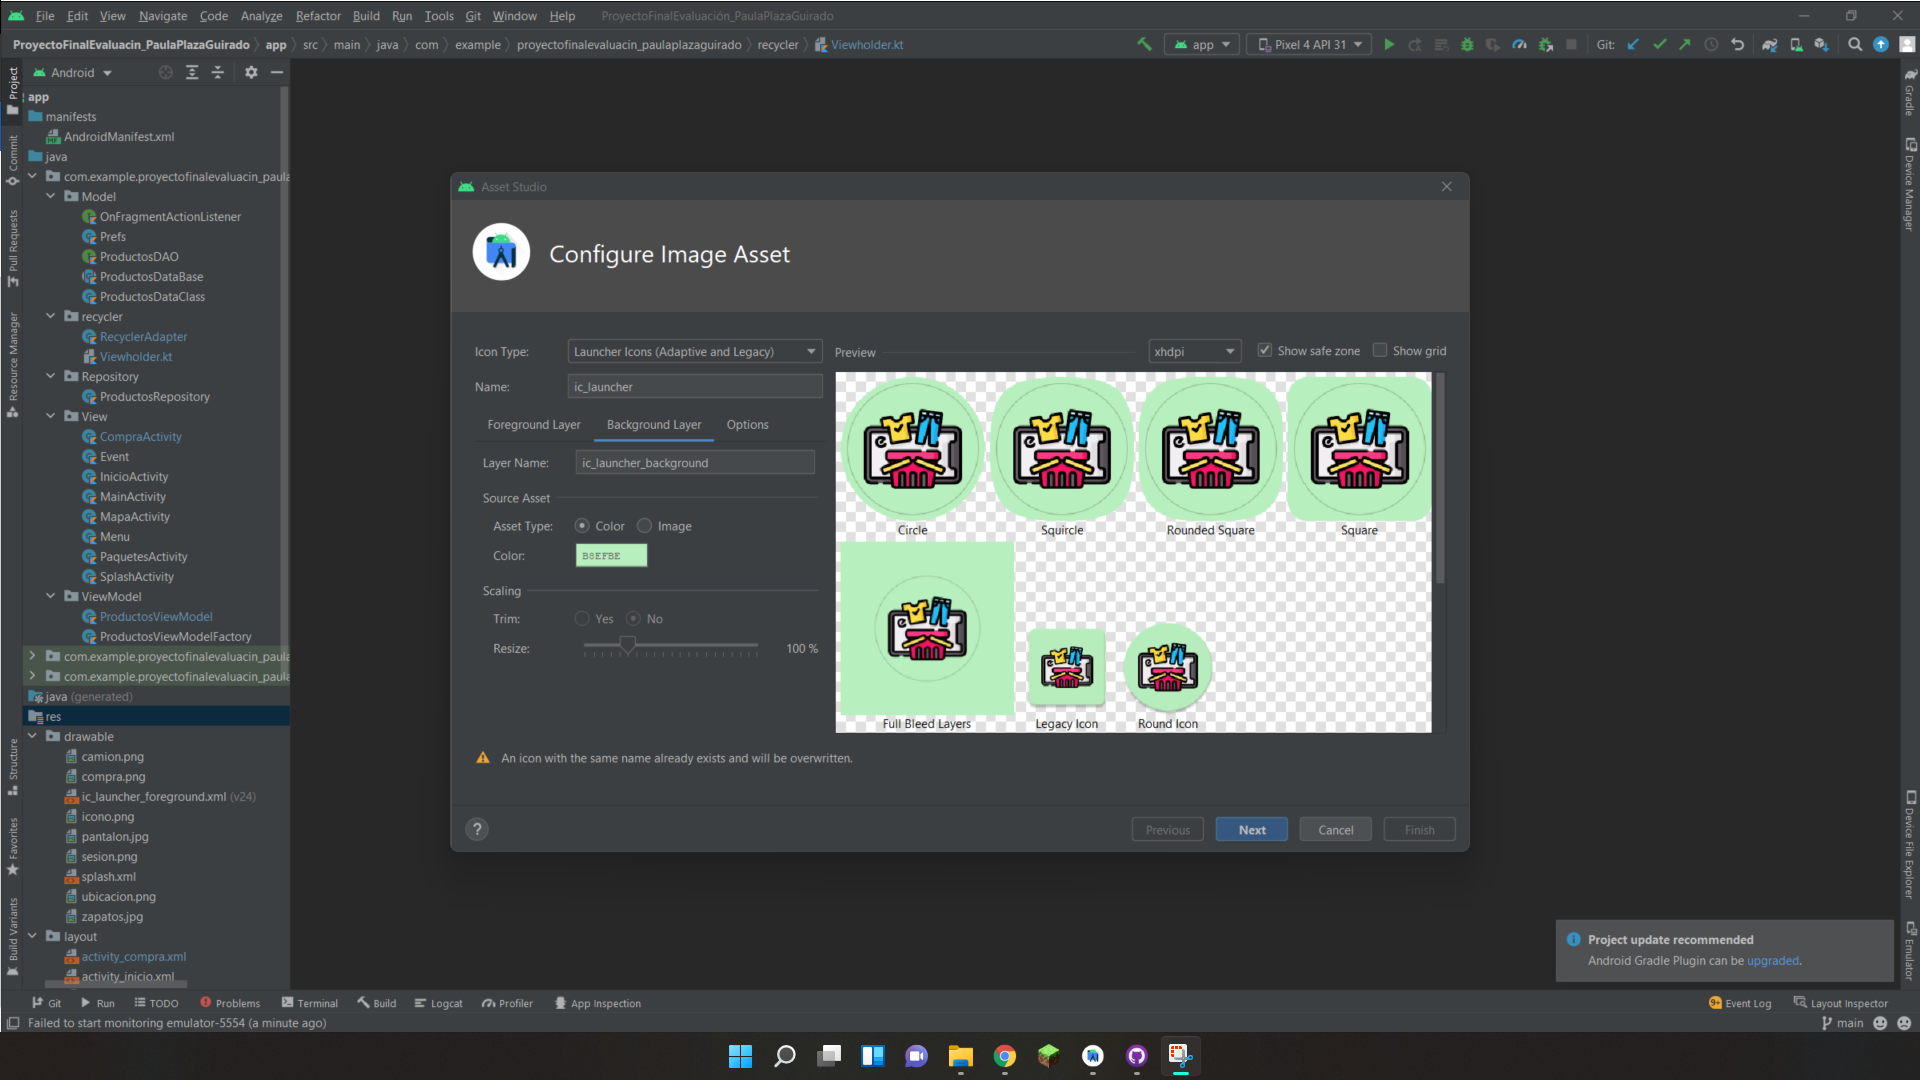 File Edit View Navigate Code Analyze Refactor Build Run Tools Git Window Help ProyectoFinalEvaluación_PaulaPlazaGuirado
ProyectoFinalEvaluacin_PaulaPlazaGuirado app src main java com example proyectofinalevaluacin_paulaplazaguirado recycler Viewholder.kt app Pixel 4 API 31 Git:
Android
app
manifests
AndroidManifest.xml
java
com.example.proyectofinalevaluacin_paula
Model
OnFragmentActionListener
Prefs
ProductosDAO
ProductosDataBase
ProductosDataClass
recycler
RecyclerAdapter
Viewholder.kt
Repository
ProductosRepository
View
CompraActivity
Event
InicioActivity
MainActivity
MapaActivity
Menu
PaquetesActivity
SplashActivity
ViewModel
ProductosViewModel
ProductosViewModelFactory
com.example.proyectofinalevaluacin_paula
com.example.proyectofinalevaluacin_paula
java (generated)
res
drawable
camion.png
compra.png
ic_launcher_foreground.xml (v24)
icono.png
pantalon.jpg
sesion.png
splash.xml
ubicacion.png
zapatos.jpg
layout
activity_compra.xml
activity_inicio.xml
Project
Commit
Pull Requests
Resource Manager
Structure
Favorites
Build Variants
Asset Studio
Configure Image Asset
Icon Type: Launcher Icons (Adaptive and Legacy)
Name: ic_launcher
Foreground Layer Background Layer Options
Layer Name: ic_launcher_background
Source Asset
Asset Type: Color Image
Color: B8EFBE
Scaling
Trim: Yes No
Resize: 100 %
Preview xhdpi Show safe zone Show grid
Circle Squircle Rounded Square Square
Full Bleed Layers Legacy Icon Round Icon
An icon with the same name already exists and will be overwritten.
? Previous Next Cancel Finish
Gradle
Device Manager
Device File Explorer
Emulator
Project update recommended
Android Gradle Plugin can be upgraded.
Git Run TODO Problems Terminal Build Logcat Profiler App Inspection 9+ Event Log Layout Inspector
Failed to start monitoring emulator-5554 (a minute ago) main